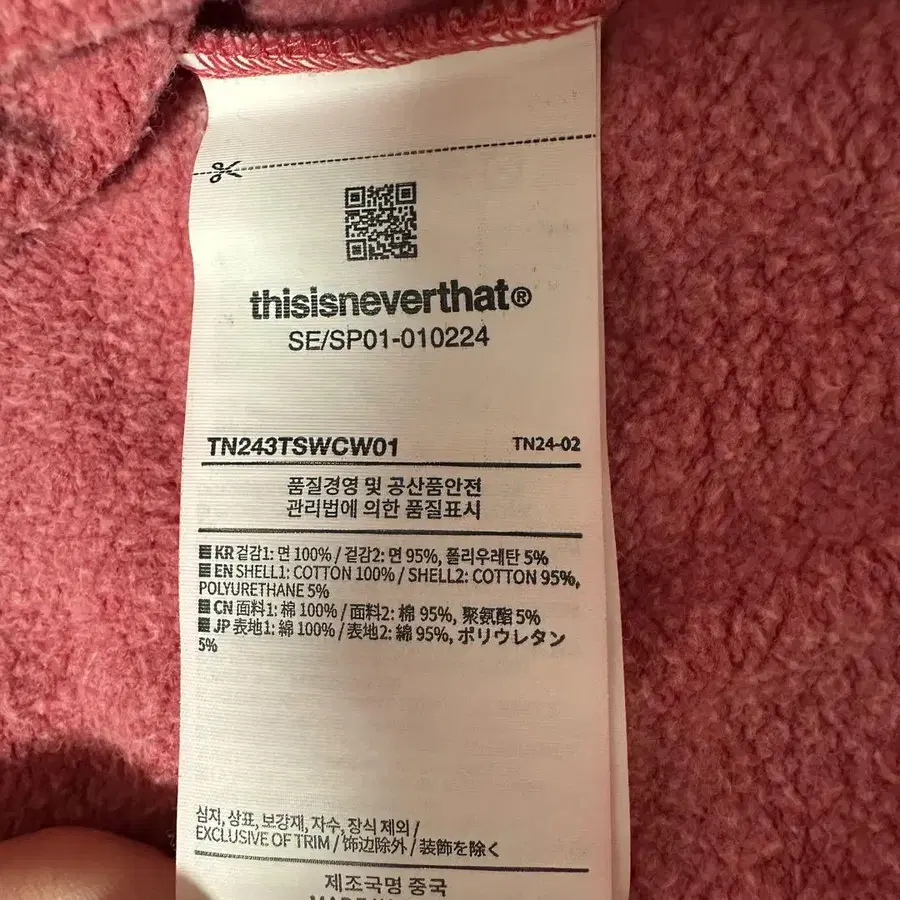 thisisneverthat®
SE/SP01-010224
TN243TSWCW01 TN24-02
품질경영 및 공산품안전
관리법에 의한 품질표시
KR 겉감1: 면 100% / 겉감2: 면 95%, 폴리우레탄 5%
EN SHELL1: COTTON 100% / SHELL2: COTTON 95%,
POLYURETHANE 5%
CN 面料1: 棉 100% / 面料2: 棉 95%, 聚氨酯 5%
JP 表地1: 綿 100% / 表地2: 綿 95%, ポリウレタン
5%
심지, 상표, 보강재, 자수, 장식 제외 /
EXCLUSIVE OF TRIM / 饰边除外 / 装飾を除く
제조국명 중국